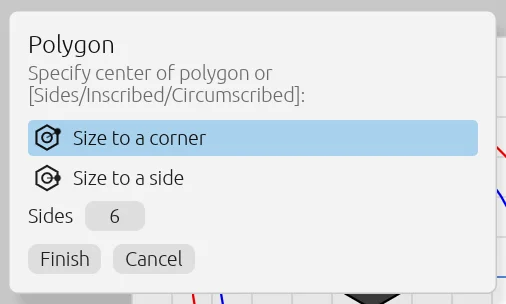 Polygon
Specify center of polygon or
[Sides/Inscribed/Circumscribed]:
Size to a corner
Size to a side
Sides 6
Finish Cancel